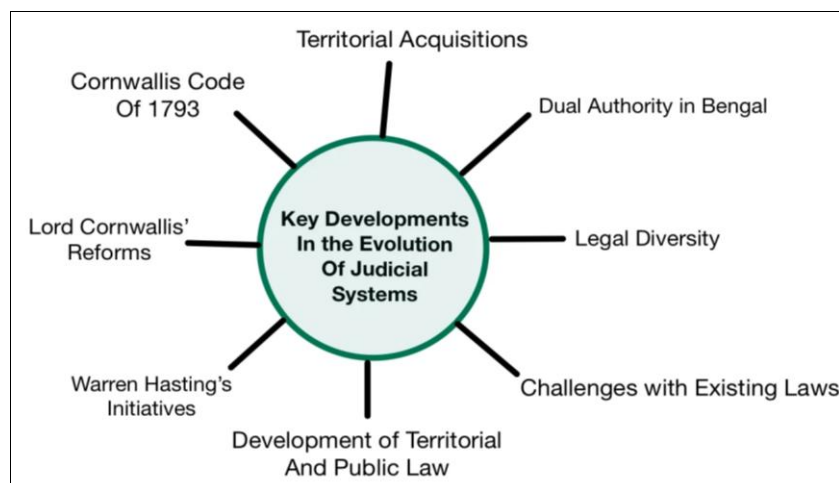 Territorial Acquisitions
Cornwallis Code
Of 1793
Dual Authority in Bengal
Key Developments
In the Evolution
Of Judicial
Systems
Lord Cornwallis’
Reforms
Legal Diversity
Warren Hasting’s
Initiatives
Challenges with Existing Laws
Development of Territorial
And Public Law